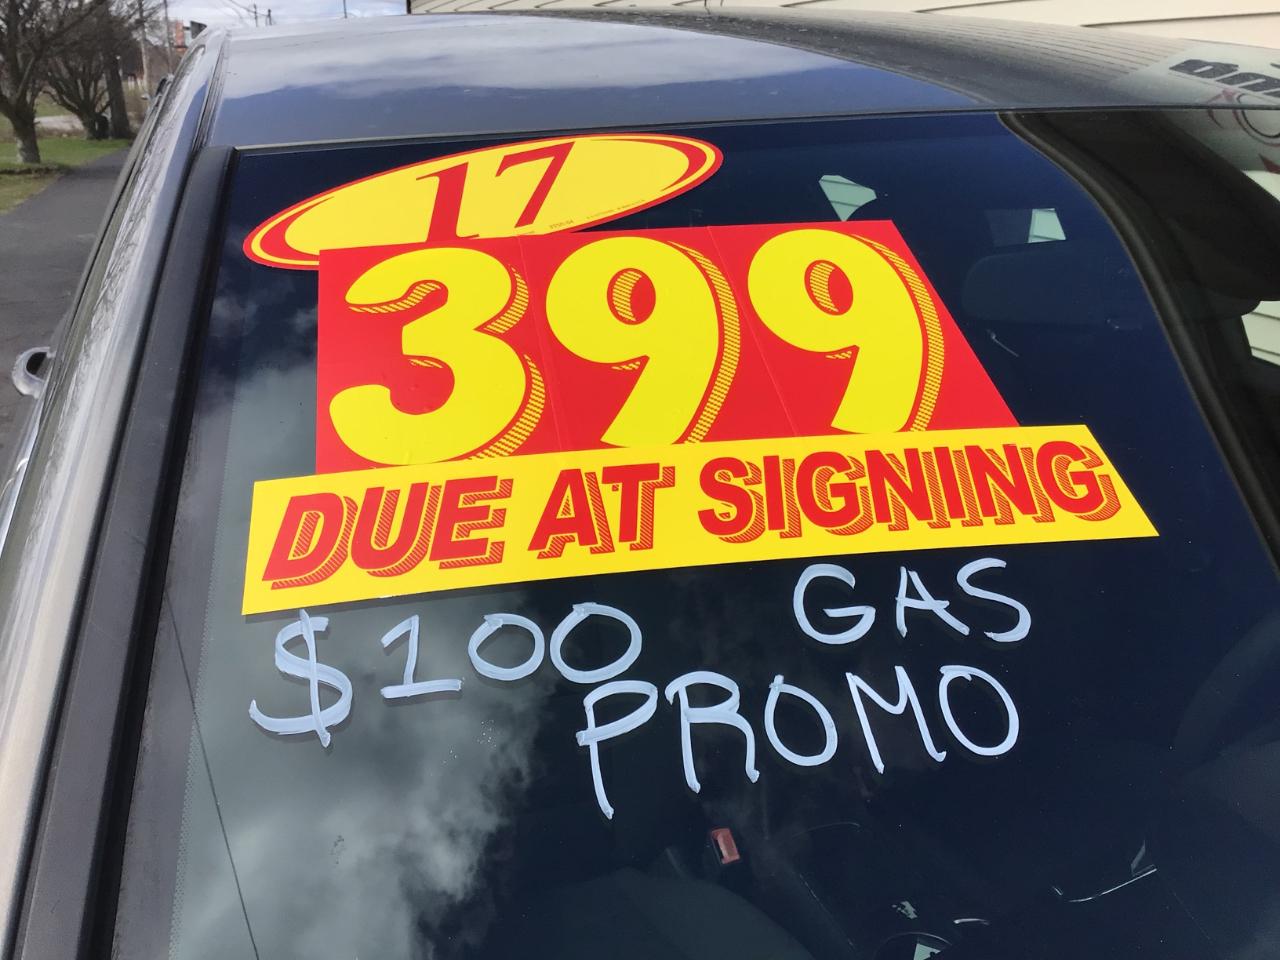 17
399
DUE AT SIGNING
$100 GAS
PROMO